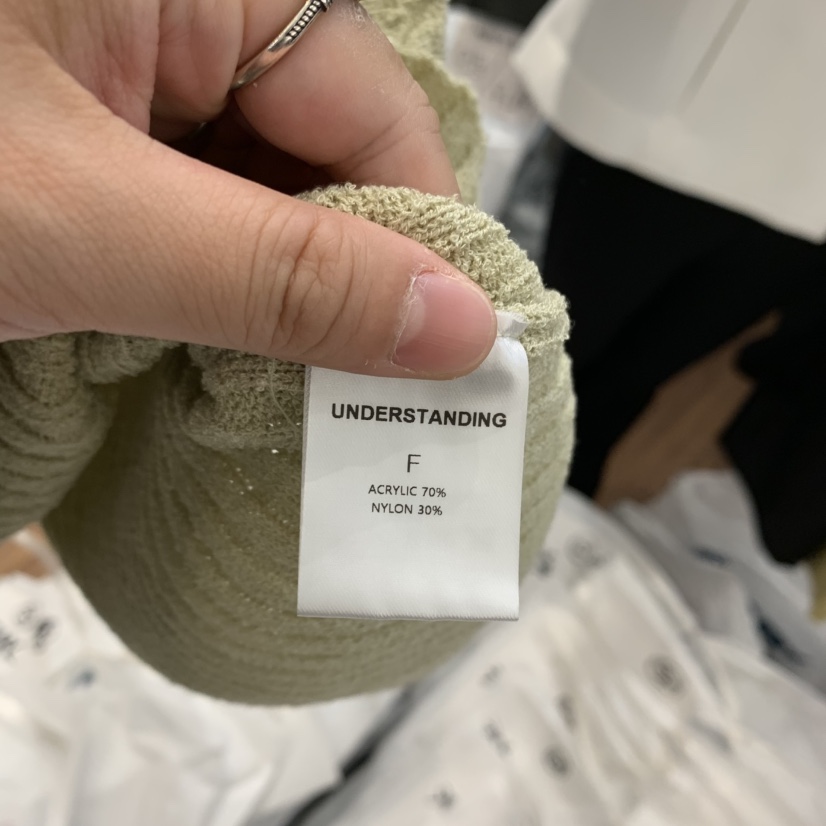 UNDERSTANDING
F
ACRYLIC 70%
NYLON 30%